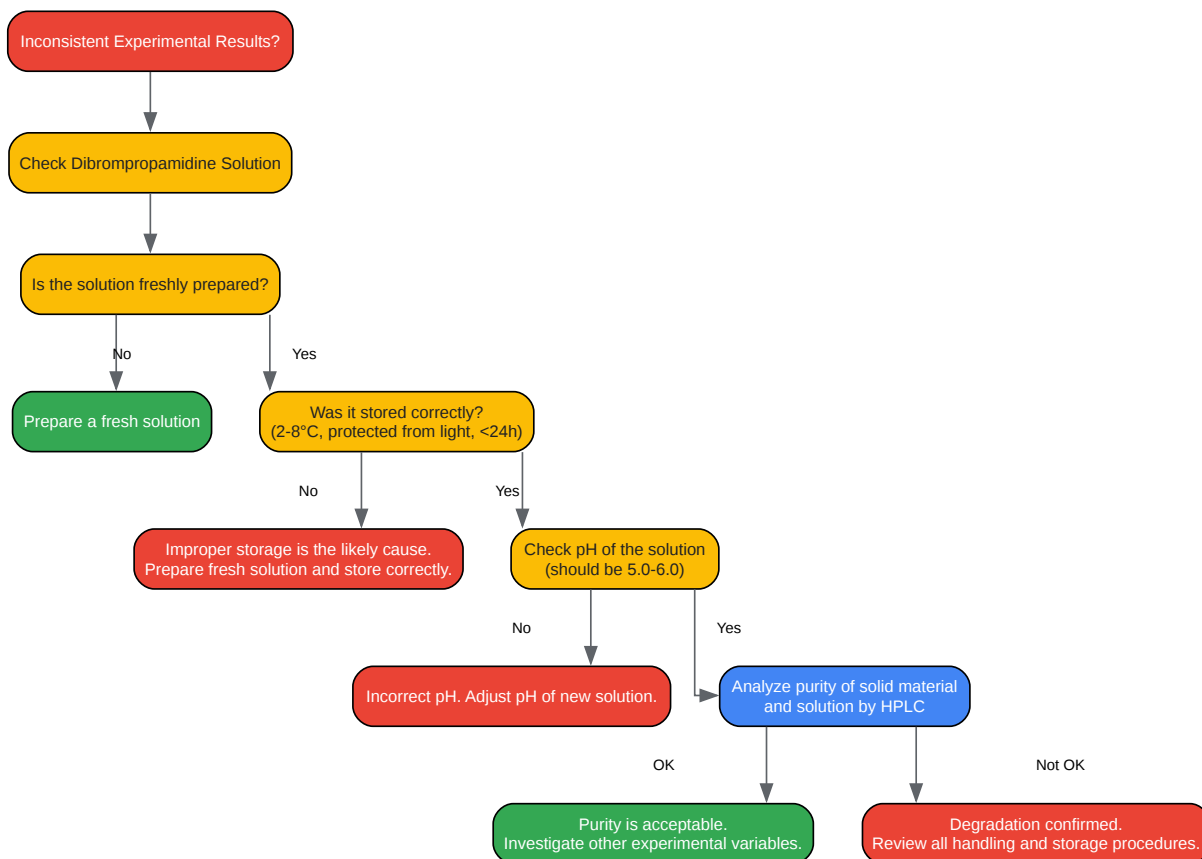 Inconsistent Experimental Results?
Check Dibrompropamidine Solution
Is the solution freshly prepared?
No
Yes
Prepare a fresh solution
Was it stored correctly?
(2-8°C, protected from light, <24h)
No
Yes
Improper storage is the likely cause.
Prepare fresh solution and store correctly.
Check pH of the solution
(should be 5.0-6.0)
No
Yes
Incorrect pH. Adjust pH of new solution.
Analyze purity of solid material
and solution by HPLC
OK
Not OK
Purity is acceptable.
Investigate other experimental variables.
Degradation confirmed.
Review all handling and storage procedures.